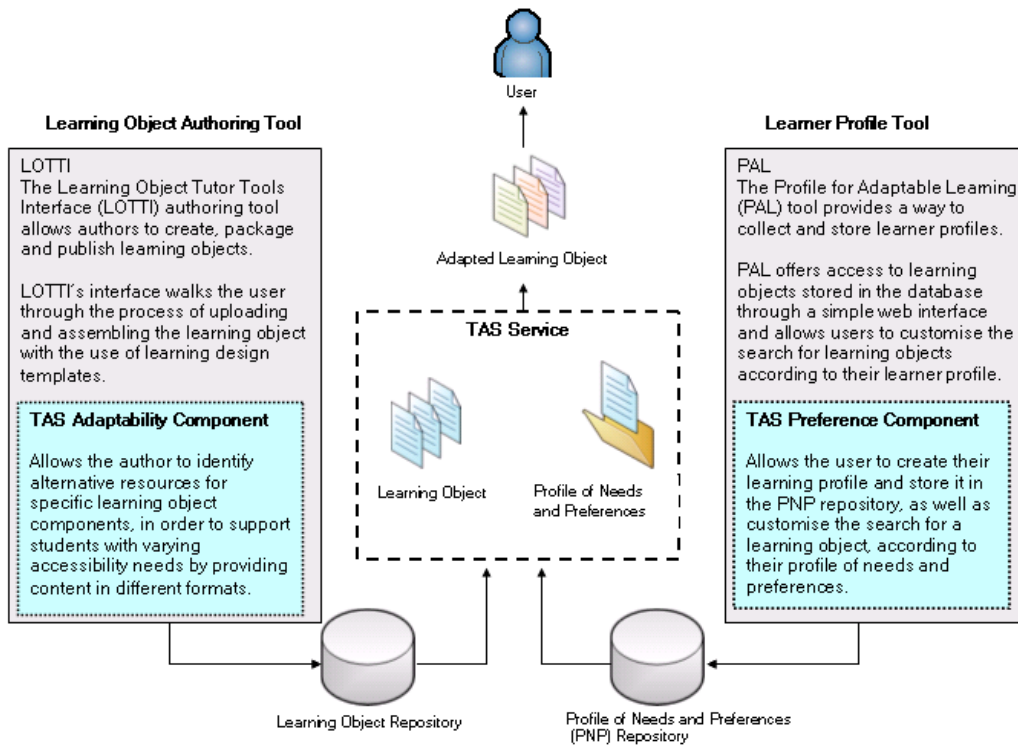 User
Learning Object Authoring Tool
LOTTI
The Learning Object Tutor Tools
Interface (LOTTI) authoring tool
allows authors to create, package
and publish learning objects.
LOTTI's interface walks the user
through the process of uploading
and assembling the learning object
with the use of learning design
templates.
TAS Adaptability Component
Allows the author to identify
alternative resources for
specific learning object
components, in order to support
students with varying
accessibility needs by providing
content in different formats.
Adapted Learning Object
TAS Service
Learning Object
Profile of Needs
and Preferences
Learner Profile Tool
PAL
The Profile for Adaptable Learning
(PAL) tool provides a way to
collect and store learner profiles.
PAL offers access to learning
objects stored in the database
through a simple web interface
and allows users to customise the
search for learning objects
according to their learner profile.
TAS Preference Component
Allows the user to create their
learning profile and store it in
the PNP repository, as well as
customise the search for a
learning object, according to
their profile of needs and
preferences.
Learning Object Repository
Profile of Needs and Preferences
(PNP) Repository